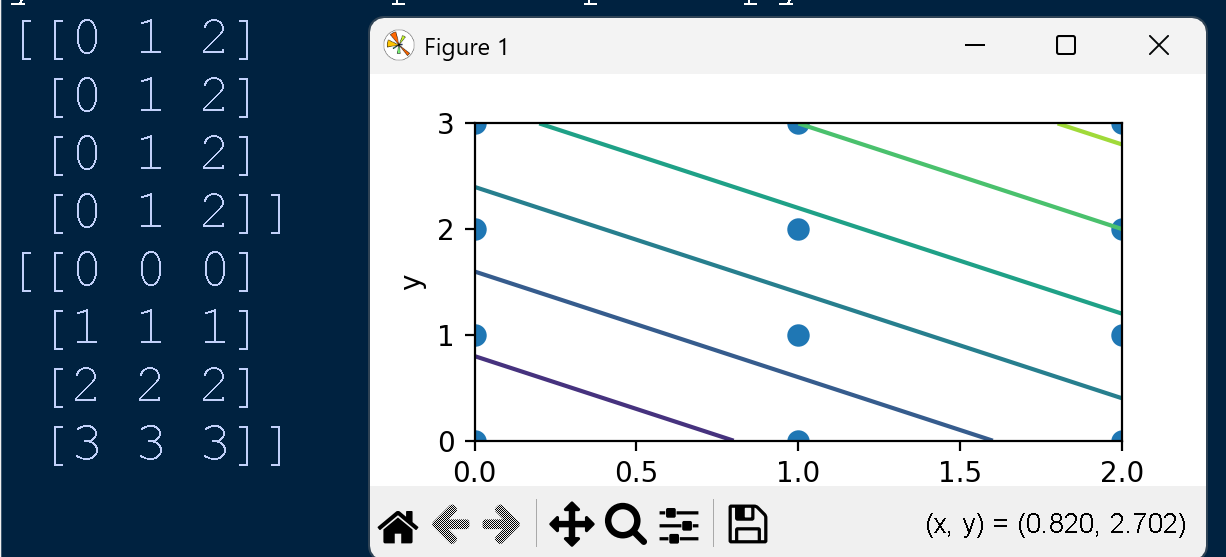 [[0 1 2]
[0 1 2]
[0 1 2]
[0 1 2]]
[[0 0 0]
[1 1 1]
[2 2 2]
[3 3 3]]
Figure 1
3
2
y
1
0
0.0 0.5 1.0 1.5 2.0
(x, y) = (0.820, 2.702)